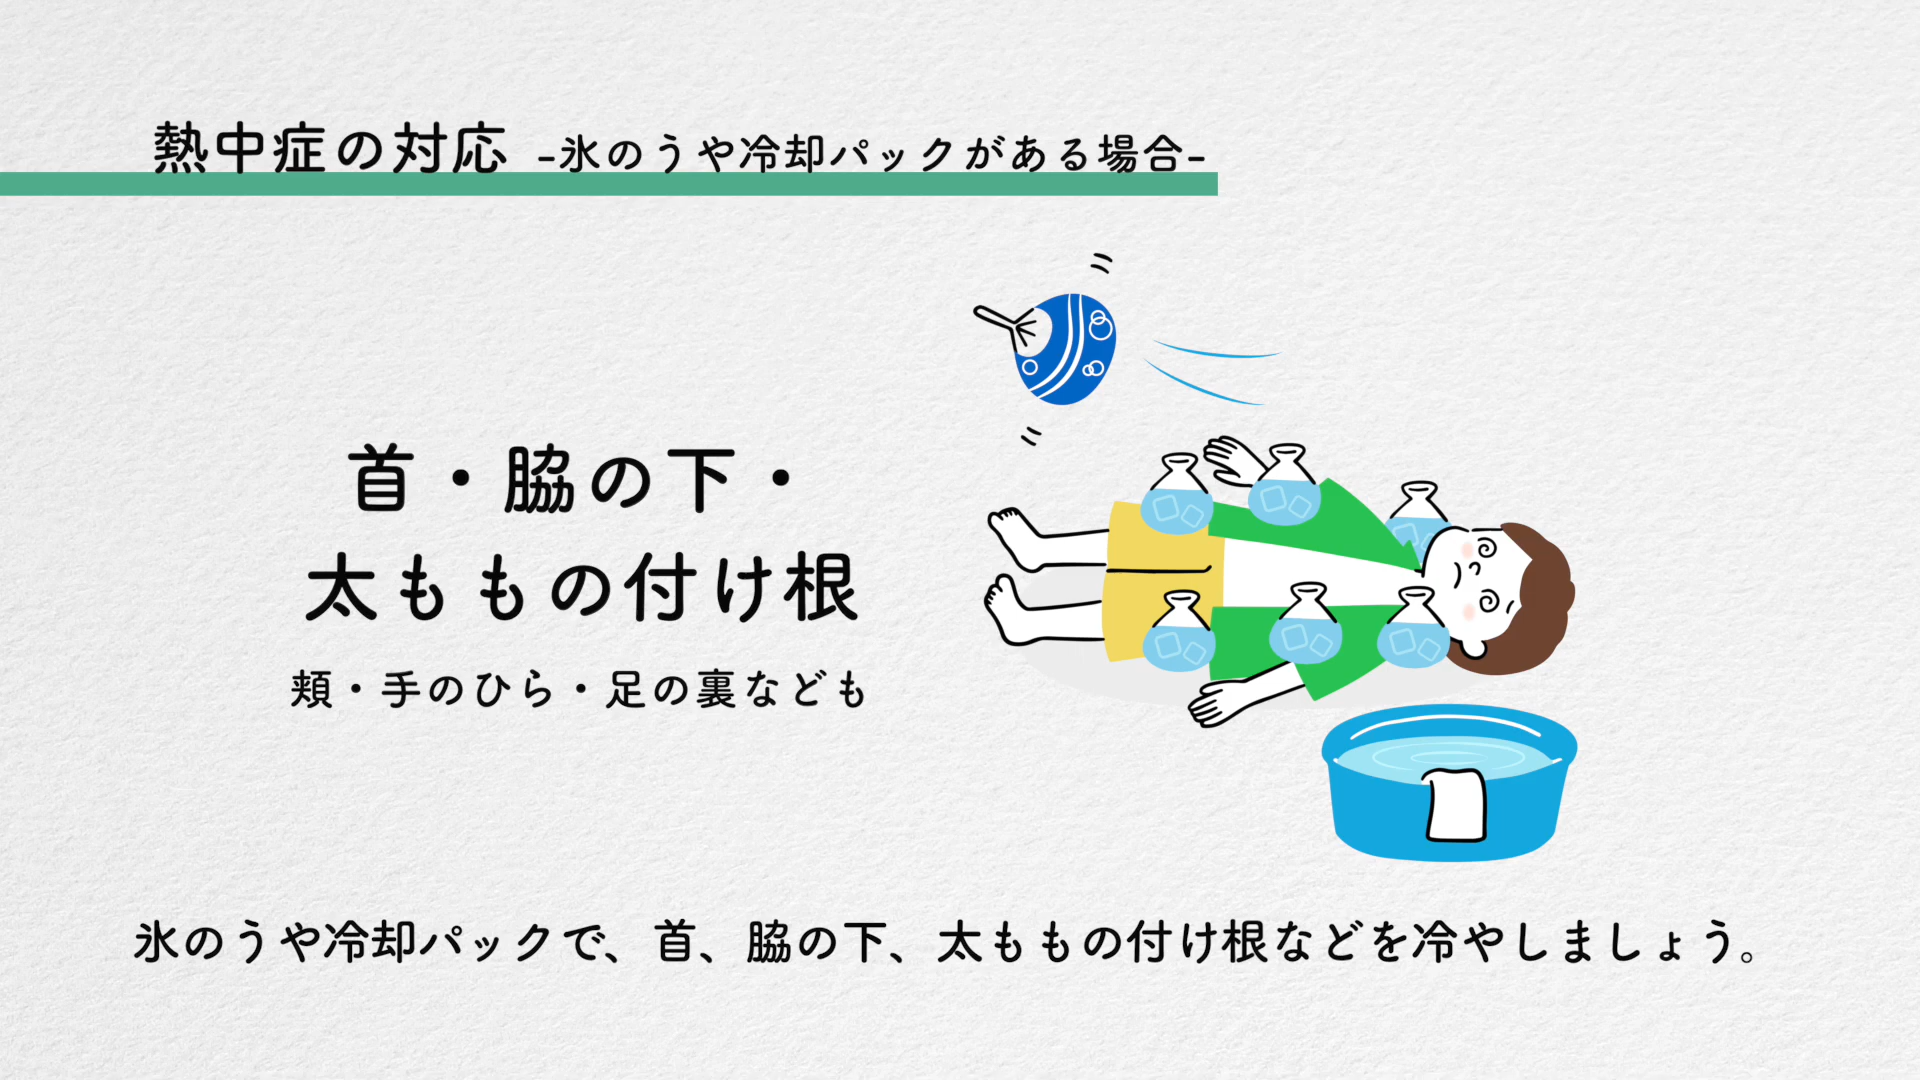 熱中症の対応 -氷のうや冷却パックがある場合-
首・脇の下・
太ももの付け根
頬・手のひら・足の裏なども
氷のうや冷却パックで、首、脇の下、太ももの付け根などを冷やしましょう。